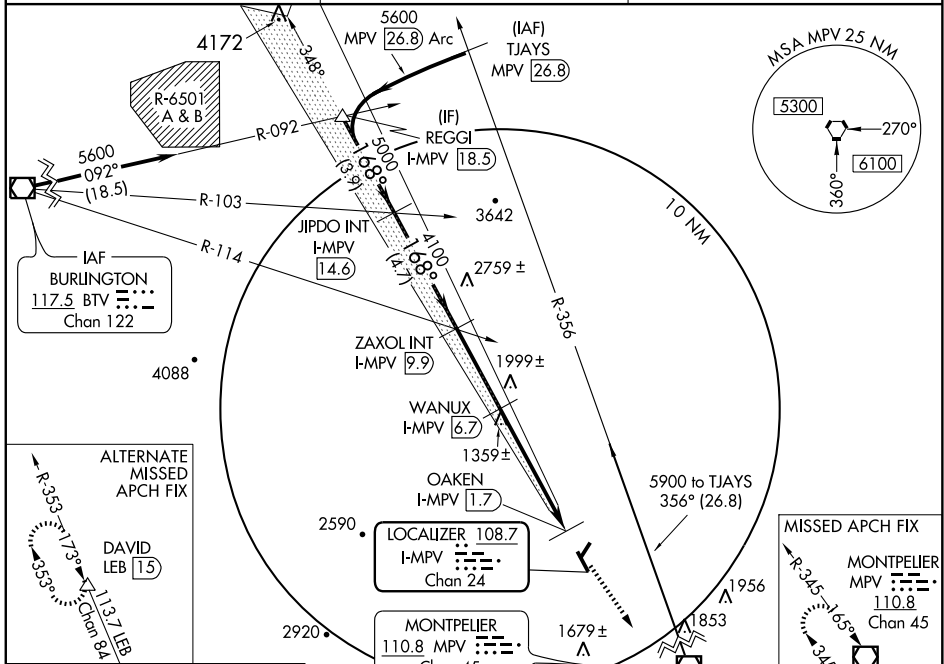 4172
348°
5600
MPV 26.8 Arc
(IAF)
TJAYS
MPV 26.8
MSA MPV 25 NM
5300
270°
6100
360°
R-6501
A & B
R-092
(IF)
REGGI
I-MPV 18.5
5600
092°
(18.5)
5000
168°
(3.9)
R-103
R-114
JIPDO INT
I-MPV
14.6
3642
10 NM
4100
168°
(4.7)
2759 ±
R-356
IAF
BURLINGTON
117.5 BTV
Chan 122
ZAXOL INT
I-MPV 9.9
4088
1999 ±
WANUX
I-MPV 6.7
1359 ±
OAKEN
I-MPV 1.7
5900 to TJAYS
356° (26.8)
ALTERNATE
MISSED
APCH FIX
R-353
173°
353°
DAVID
LEB 15
113.7 LEB
Chan 84
2590
LOCALIZER 108.7
I-MPV
Chan 24
MISSED APCH FIX
MONTPELIER
MPV
110.8
Chan 45
R-345
165°
345°
1956
1853
2920
MONTPELIER
110.8 MPV
Chan 45
1679 ±